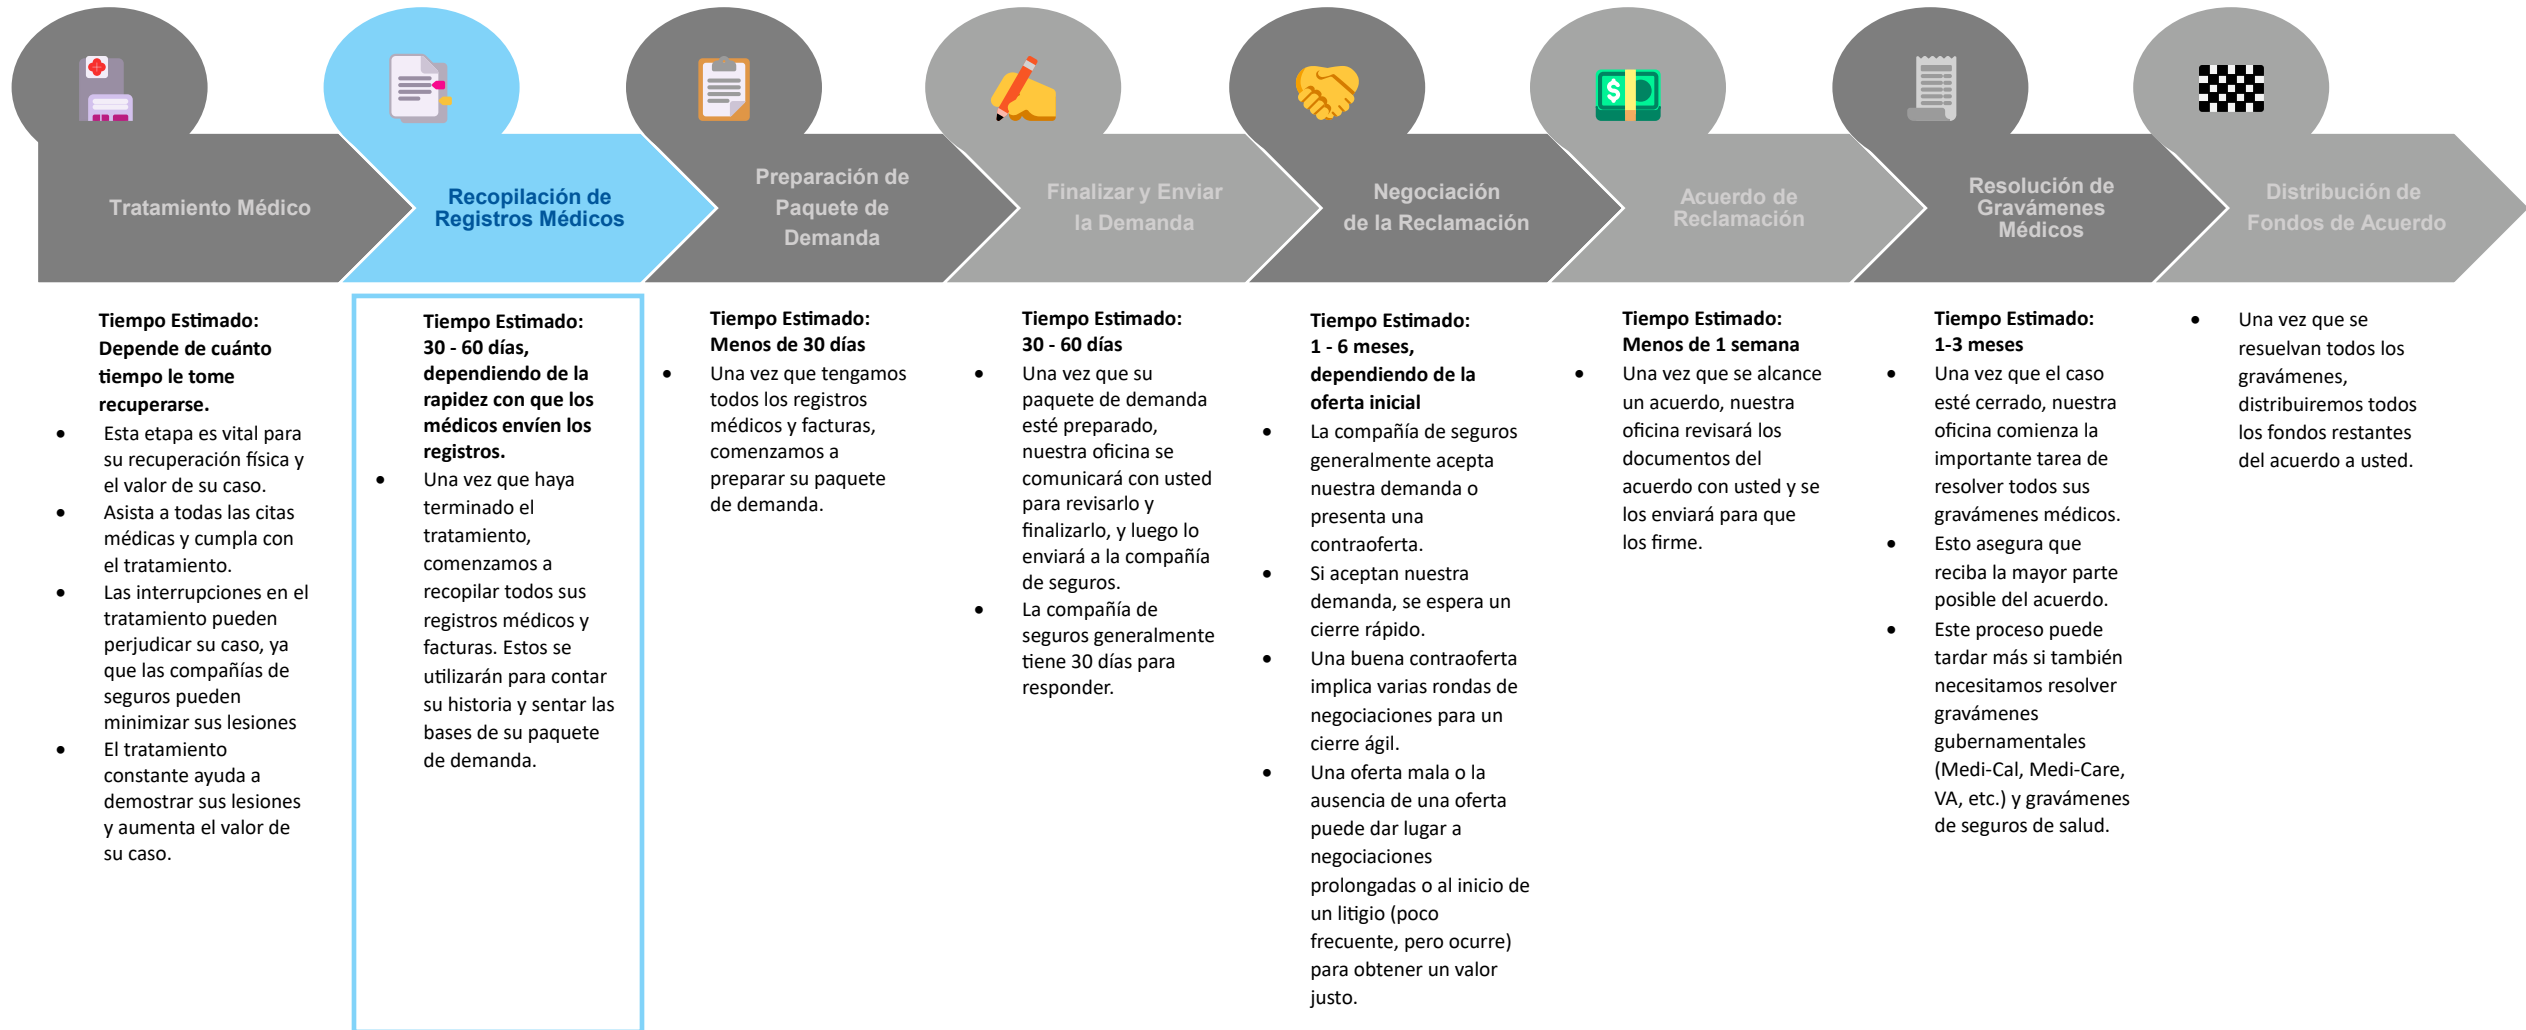 Tratamiento Médico
Recopilación de
Registros Médicos
Preparación de
Paquete de
Demanda
Finalizar y Enviar
la Demanda
Negociación
de la Reclamación
Acuerdo de
Reclamación
Resolución de
Gravámenes
Médicos
Distribución de
Fondos de Acuerdo
Tiempo Estimado:
Depende de cuánto
tiempo le tome
recuperarse.
• Esta etapa es vital para
su recuperación física y
el valor de su caso.
• Asista a todas las citas
médicas y cumpla con
el tratamiento.
• Las interrupciones en el
tratamiento pueden
perjudicar su caso, ya
que las compañías de
seguros pueden
minimizar sus lesiones
• El tratamiento
constante ayuda a
demostrar sus lesiones
y aumenta el valor de
su caso.
Tiempo Estimado:
30 - 60 días,
dependiendo de la
rapidez con que los
médicos envíen los
registros.
• Una vez que haya
terminado el
tratamiento,
comenzamos a
recopilar todos sus
registros médicos y
facturas. Estos se
utilizarán para contar
su historia y sentar las
bases de su paquete
de demanda.
Tiempo Estimado:
Menos de 30 días
• Una vez que tengamos
todos los registros
médicos y facturas,
comenzamos a
preparar su paquete
de demanda.
Tiempo Estimado:
30 - 60 días
• Una vez que su
paquete de demanda
esté preparado,
nuestra oficina se
comunicará con usted
para revisarlo y
finalizarlo, y luego lo
enviará a la compañía
de seguros.
• La compañía de
seguros generalmente
tiene 30 días para
responder.
Tiempo Estimado:
1 - 6 meses,
dependiendo de la
oferta inicial
• La compañía de seguros
generalmente acepta
nuestra demanda o
presenta una
contraoferta.
• Si aceptan nuestra
demanda, se espera un
cierre rápido.
• Una buena contraoferta
implica varias rondas de
negociaciones para un
cierre ágil.
• Una oferta mala o la
ausencia de una oferta
puede dar lugar a
negociaciones
prolongadas o al inicio de
un litigio (poco
frecuente, pero ocurre)
para obtener un valor
justo.
Tiempo Estimado:
Menos de 1 semana
• Una vez que se alcance
un acuerdo, nuestra
oficina revisará los
documentos del
acuerdo con usted y se
los enviará para que
los firme.
Tiempo Estimado:
1-3 meses
• Una vez que el caso
esté cerrado, nuestra
oficina comienza la
importante tarea de
resolver todos sus
gravámenes médicos.
• Esto asegura que
reciba la mayor parte
posible del acuerdo.
• Este proceso puede
tardar más si también
necesitamos resolver
gravámenes
gubernamentales
(Medi-Cal, Medi-Care,
VA, etc.) y gravámenes
de seguros de salud.
• Una vez que se
resuelvan todos los
gravámenes,
distribuiremos todos
los fondos restantes
del acuerdo a usted.